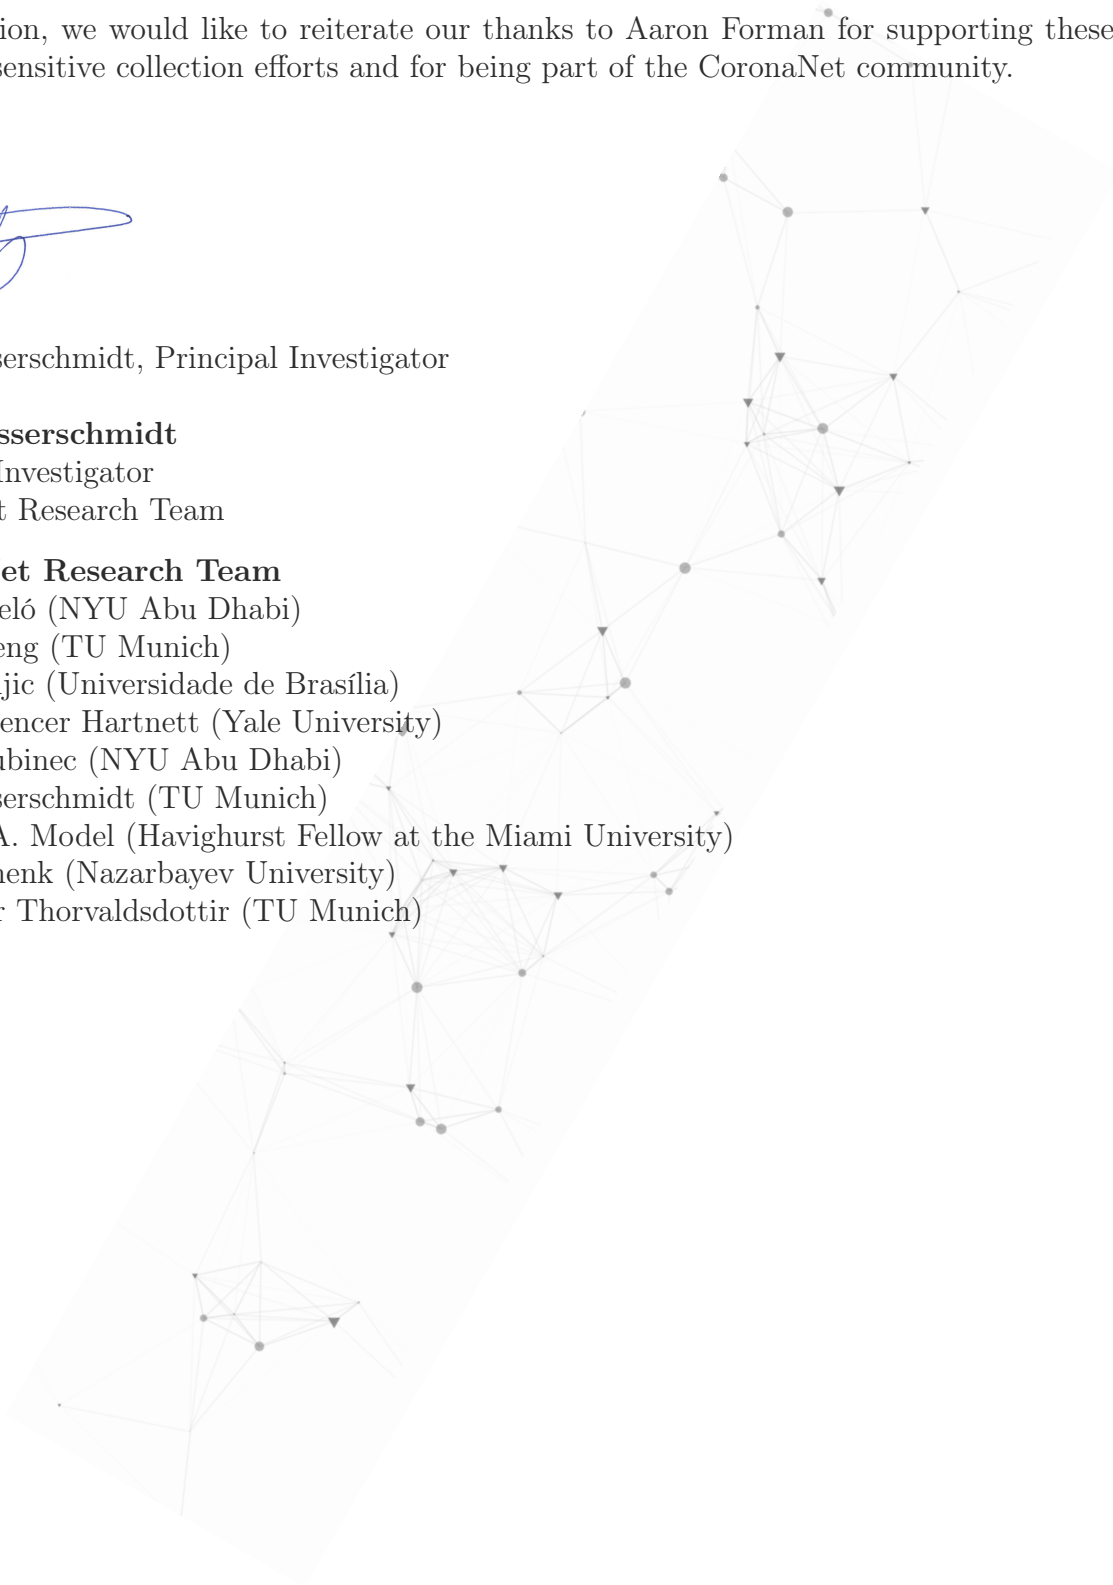 ion, we would like to reiterate our thanks to Aaron Forman for supporting these
sensitive collection efforts and for being part of the CoronaNet community.
serschmidt, Principal Investigator
sserschmidt
Investigator
t Research Team
et Research Team
eló (NYU Abu Dhabi)
eng (TU Munich)
jic (Universidade de Brasília)
encer Hartnett (Yale University)
ubinec (NYU Abu Dhabi)
serschmidt (TU Munich)
A. Model (Havighurst Fellow at the Miami University)
henk (Nazarbayev University)
r Thorvaldsdottir (TU Munich)